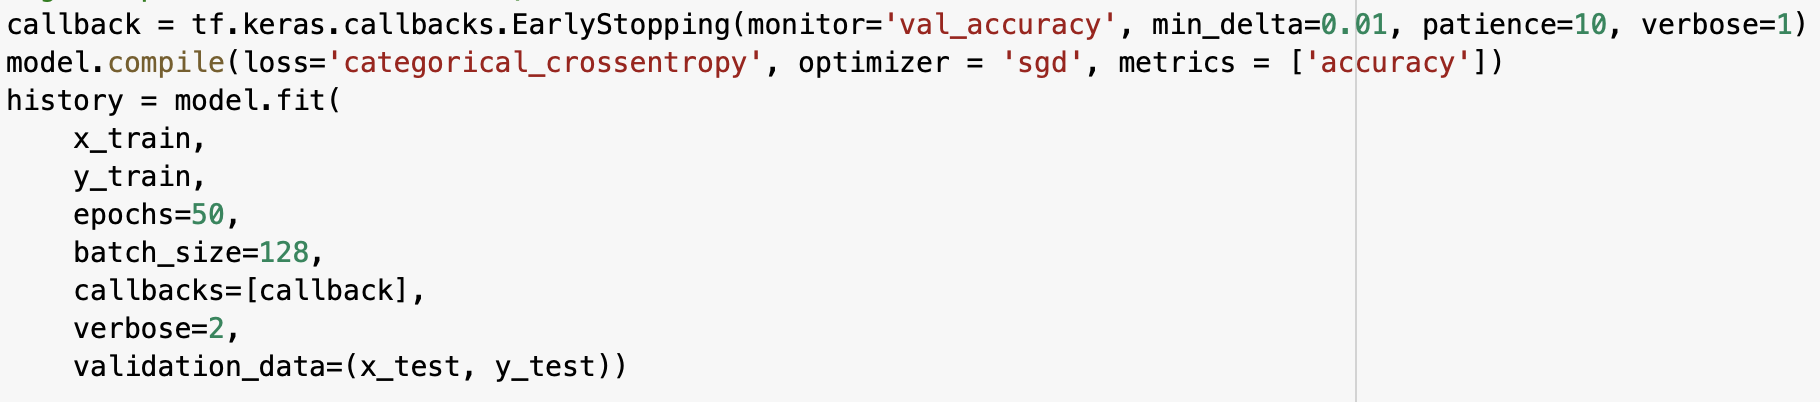 callback = tf.keras.callbacks.EarlyStopping(monitor='val_accuracy', min_delta=0.01, patience=10, verbose=1)
model.compile(loss='categorical_crossentropy', optimizer = 'sgd', metrics = ['accuracy'])
history = model.fit(
    x_train,
    y_train,
    epochs=50,
    batch_size=128,
    callbacks=[callback],
    verbose=2,
    validation_data=(x_test, y_test))